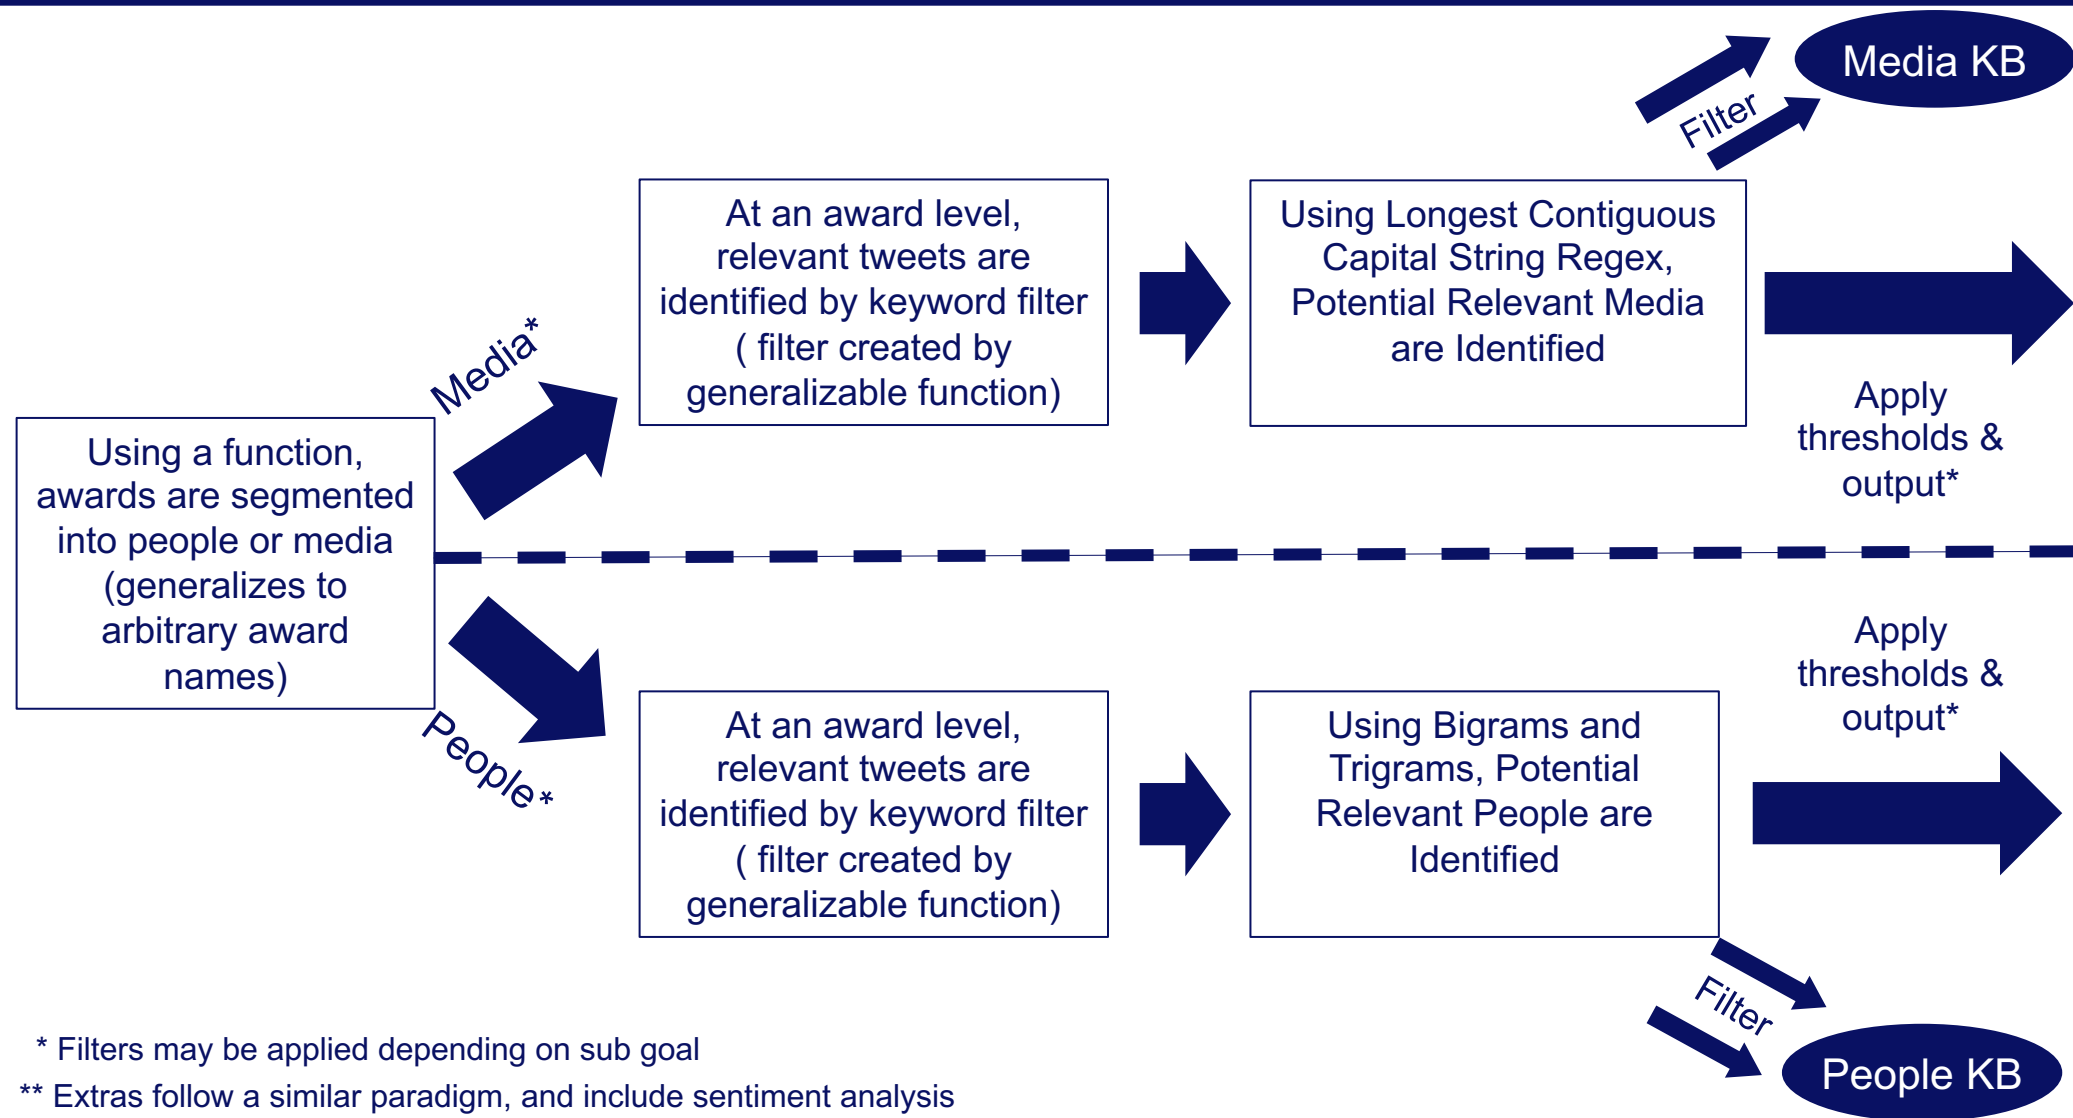 Media KB
Filter
At an award level,
relevant tweets are
identified by keyword filter
( filter created by
generalizable function)
Using Longest Contiguous
Capital String Regex,
Potential Relevant Media
are Identified
Media*
Apply
thresholds &
output*
Using a function,
awards are segmented
into people or media
(generalizes to
arbitrary award
names)
People*
At an award level,
relevant tweets are
identified by keyword filter
( filter created by
generalizable function)
Using Bigrams and
Trigrams, Potential
Relevant People are
Identified
Apply
thresholds &
output*
Filter
People KB
* Filters may be applied depending on sub goal
** Extras follow a similar paradigm, and include sentiment analysis